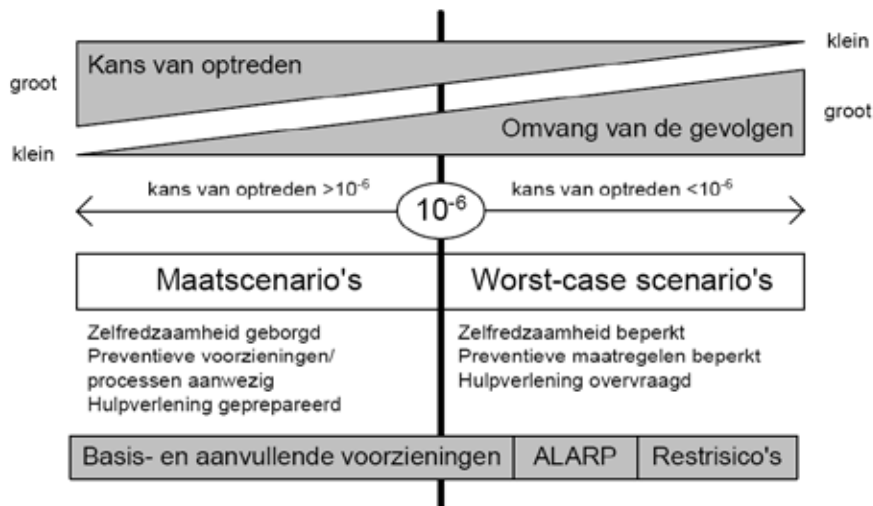 Kans van optreden
klein
groot
Omvang van de gevolgen
groot
klein
kans van optreden >10⁻⁶
10⁻⁶
kans van optreden <10⁻⁶
Maatscenario's
Worst-case scenario's
Zelfredzaamheid geborgd
Preventieve voorzieningen/
processen aanwezig
Hulpverlening geprepareerd
Zelfredzaamheid beperkt
Preventieve maatregelen beperkt
Hulpverlening overvraagd
Basis- en aanvullende voorzieningen
ALARP
Restrisico's